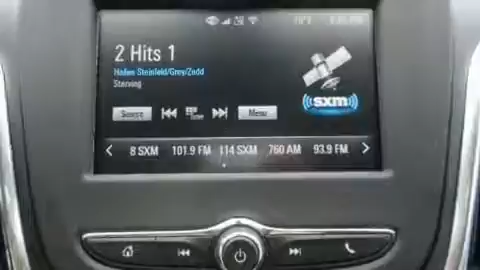 2 Hits 1
Hailee Steinfeld/Grey/Zedd
Starving
sxm
Source
Tune
Menu
8 SXM 101.9 FM 114 SXM 760 AM 93.9 FM